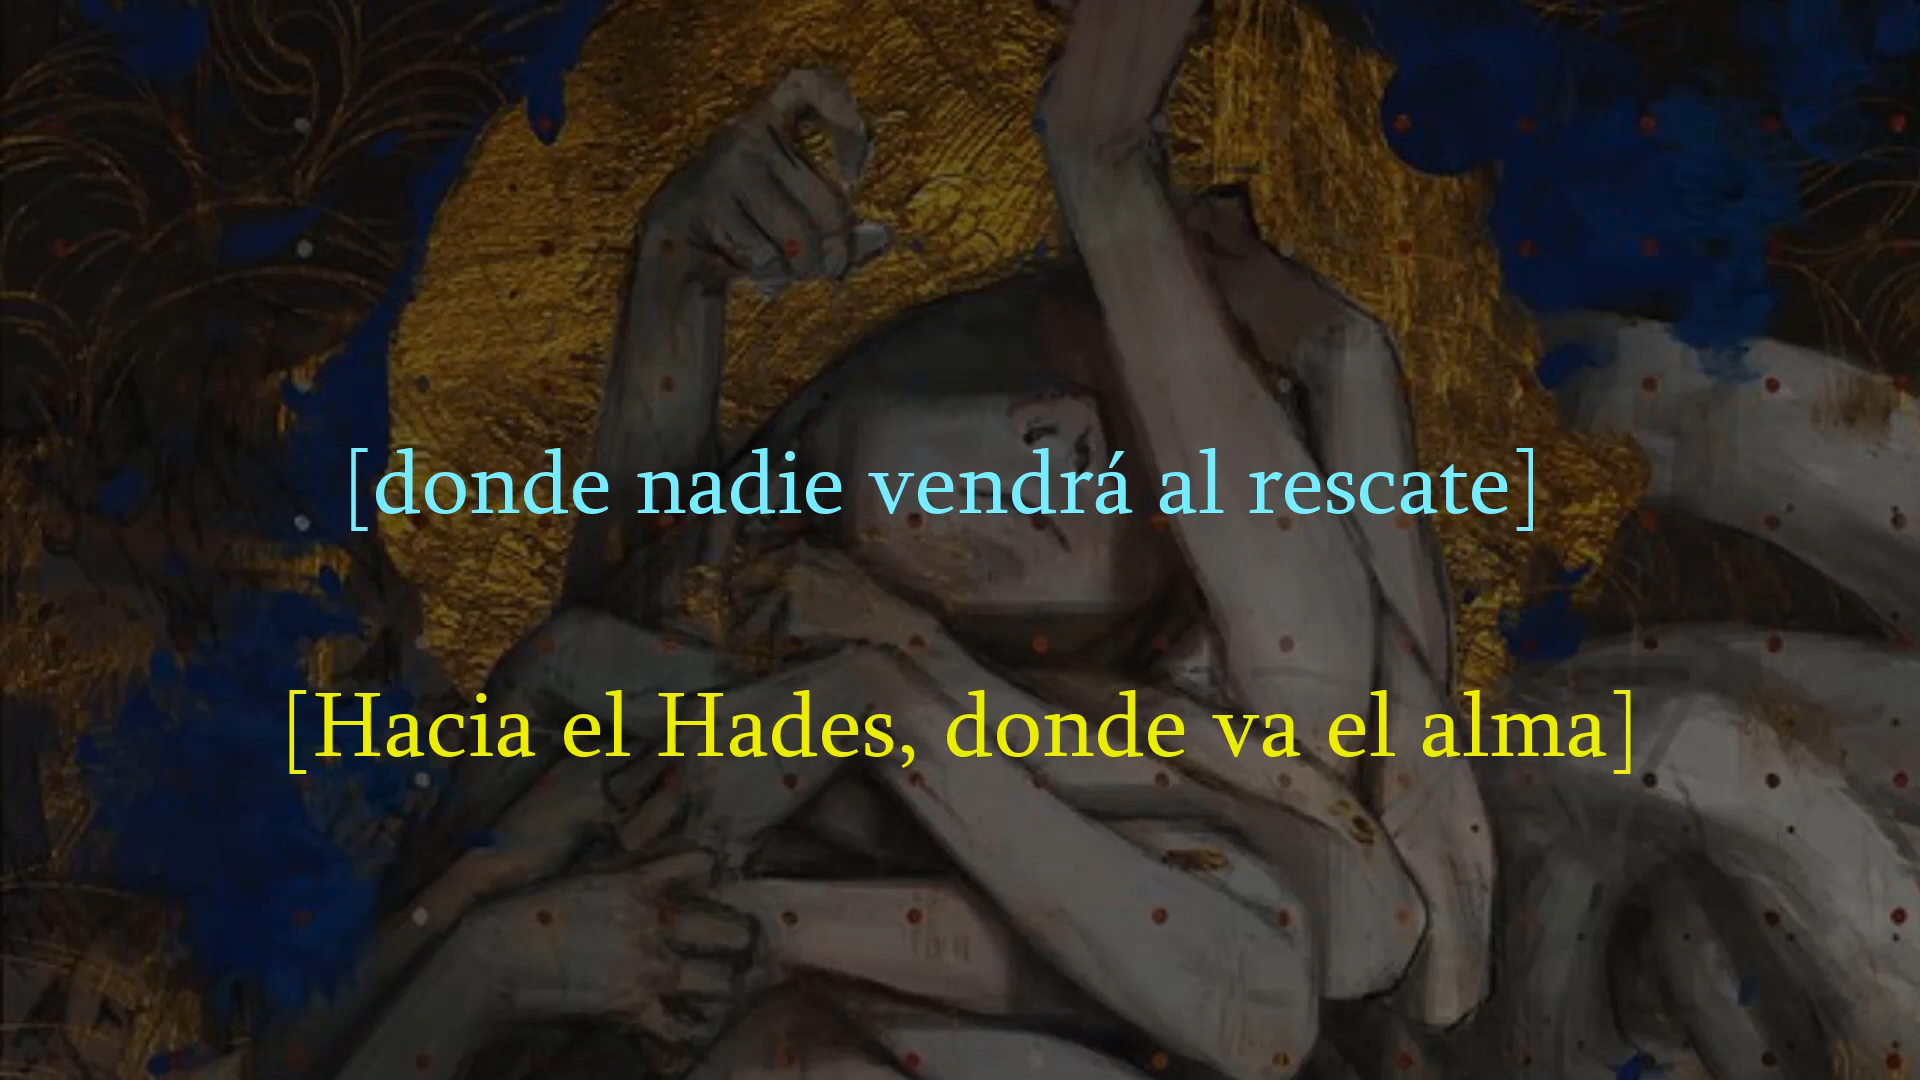 [donde nadie vendrá al rescate]
[Hacia el Hades, donde va el alma]